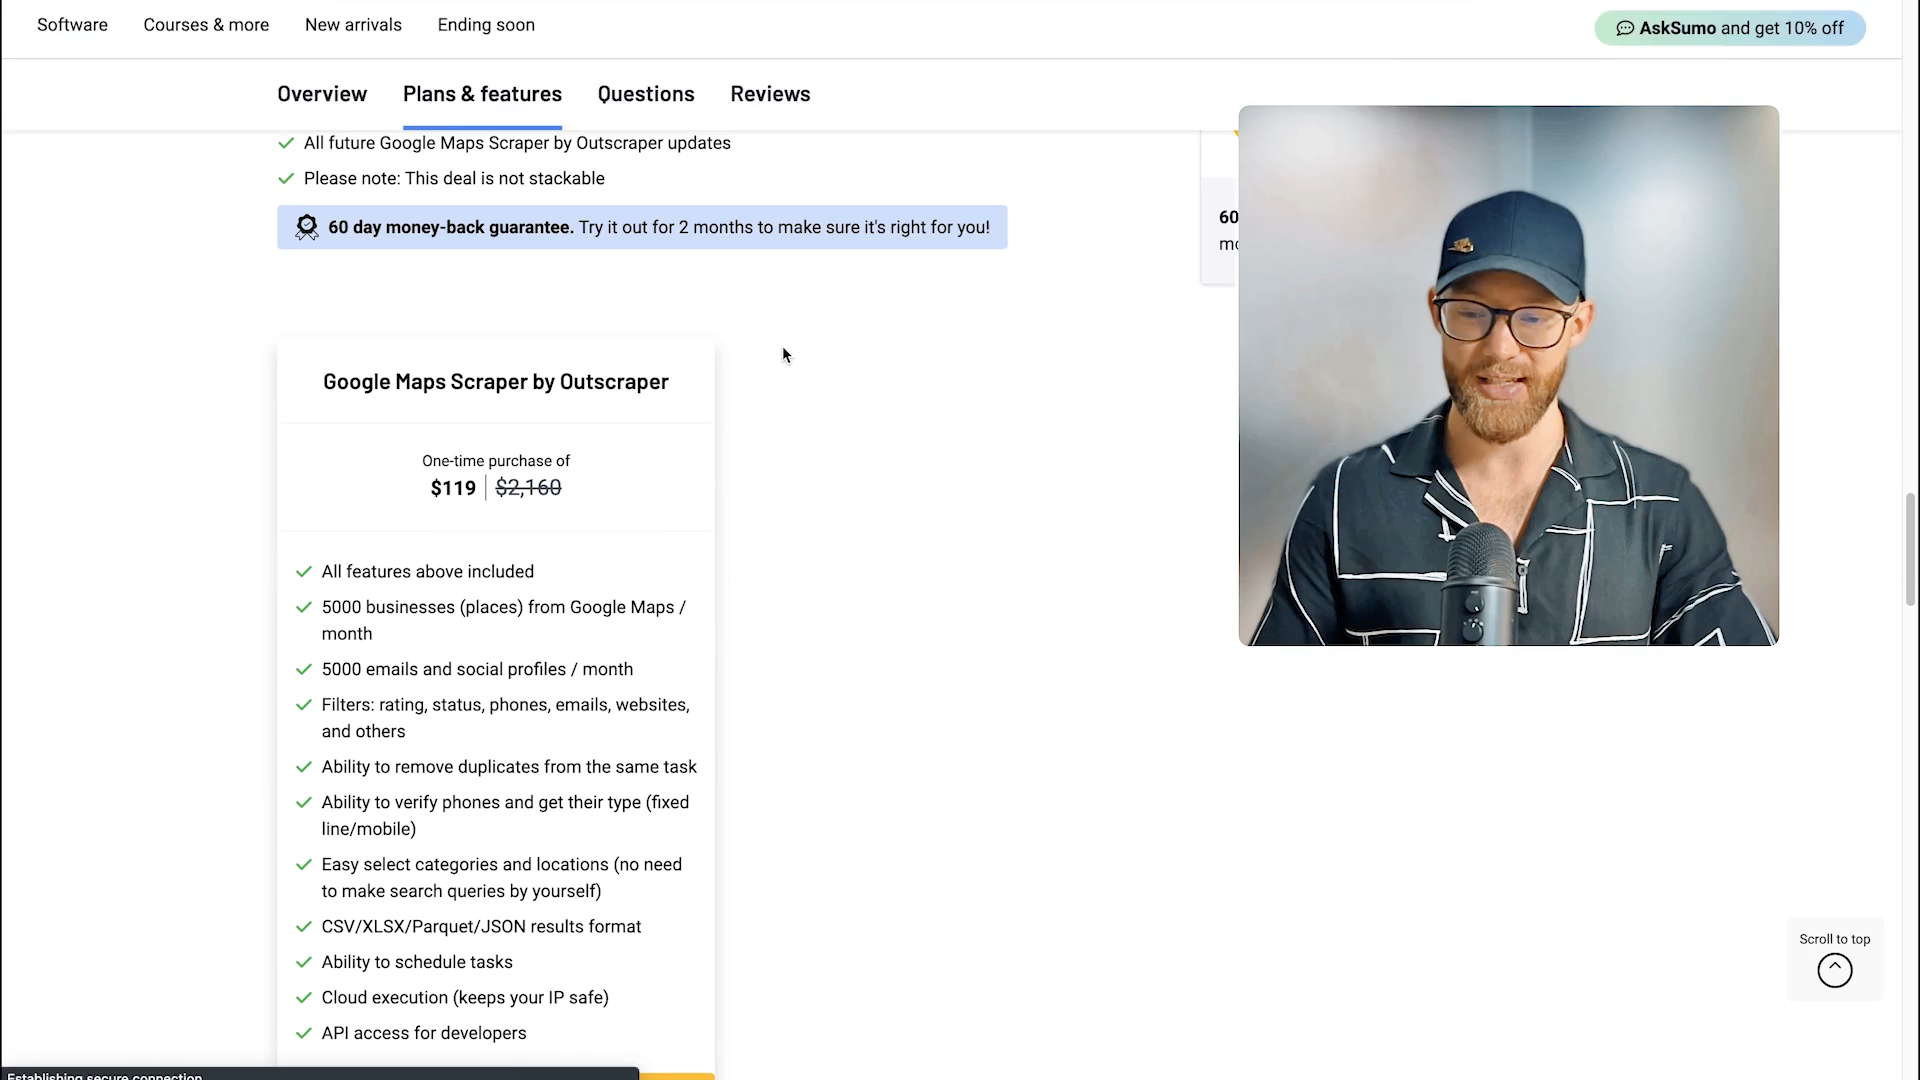 Software Courses & more New arrivals Ending soon
AskSumo and get 10% off
Overview Plans & features Questions Reviews
All future Google Maps Scraper by Outscraper updates
Please note: This deal is not stackable
60 day money-back guarantee. Try it out for 2 months to make sure it's right for you!
60
mo
Google Maps Scraper by Outscraper
One-time purchase of
$119 $2,160
All features above included
5000 businesses (places) from Google Maps /
month
5000 emails and social profiles / month
Filters: rating, status, phones, emails, websites,
and others
Ability to remove duplicates from the same task
Ability to verify phones and get their type (fixed
line/mobile)
Easy select categories and locations (no need
to make search queries by yourself)
CSV/XLSX/Parquet/JSON results format
Ability to schedule tasks
Cloud execution (keeps your IP safe)
API access for developers
Scroll to top
Establishing secure connection